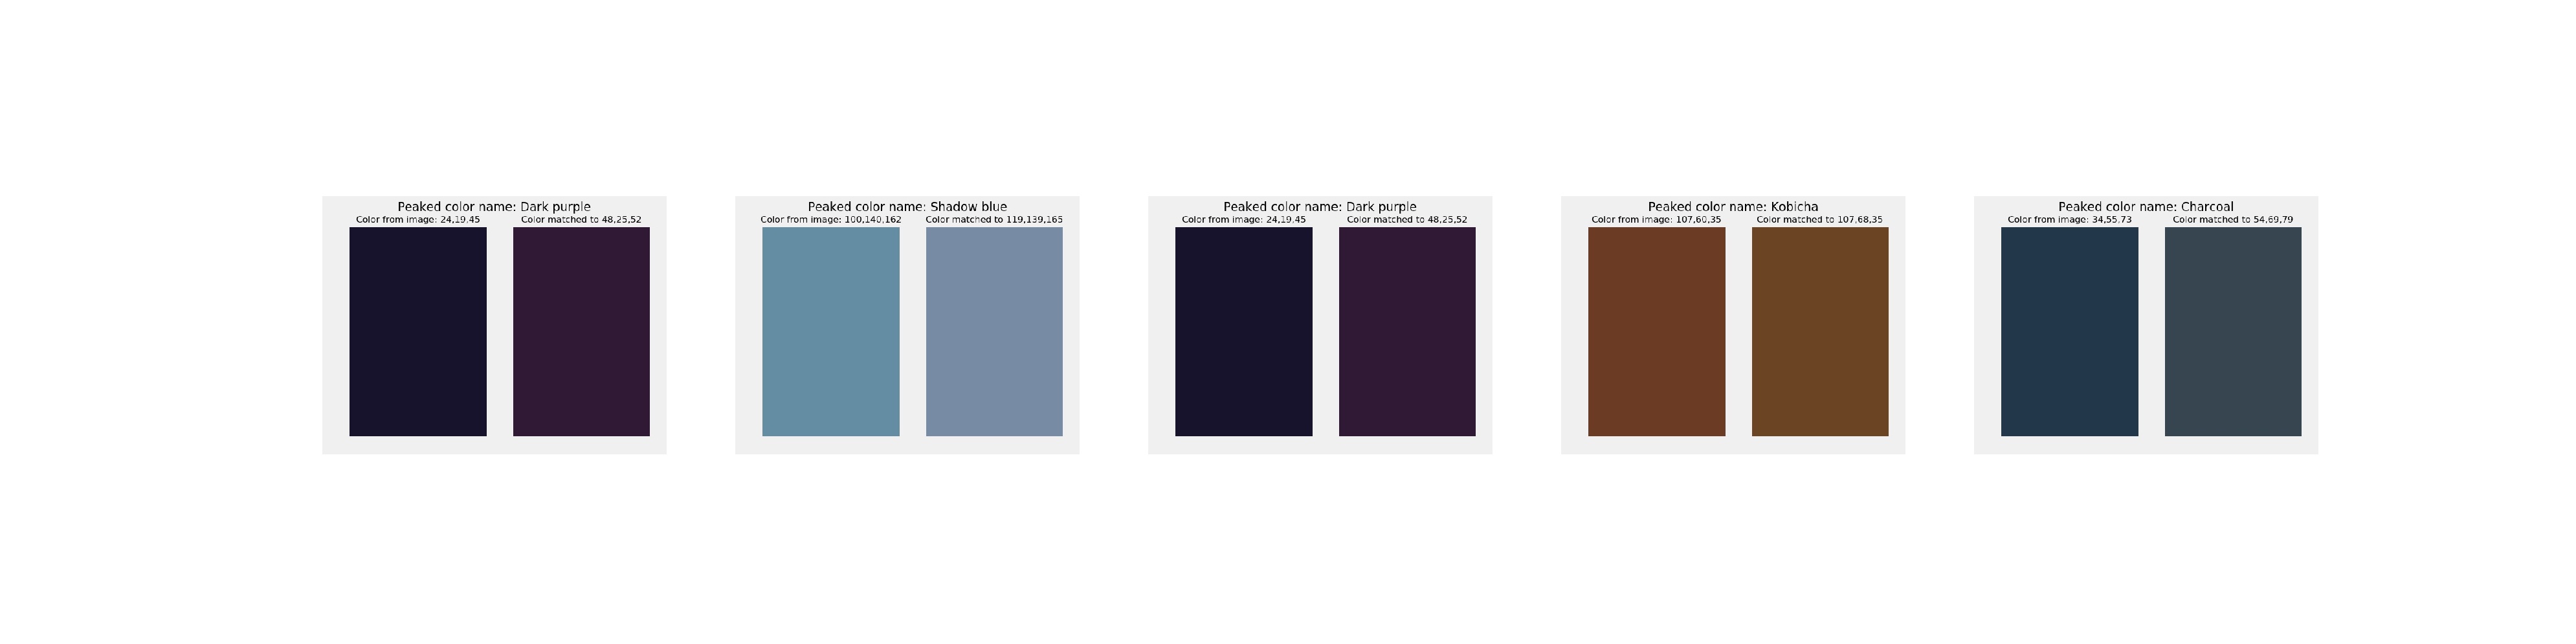 Peaked color name: Dark purple
Color from image: 24,19,45 Color matched to 48,25,52
Peaked color name: Shadow blue
Color from image: 100,140,162 Color matched to 119,139,165
Peaked color name: Dark purple
Color from image: 24,19,45 Color matched to 48,25,52
Peaked color name: Kobicha
Color from image: 107,60,35 Color matched to 107,68,35
Peaked color name: Charcoal
Color from image: 34,55,73 Color matched to 54,69,79